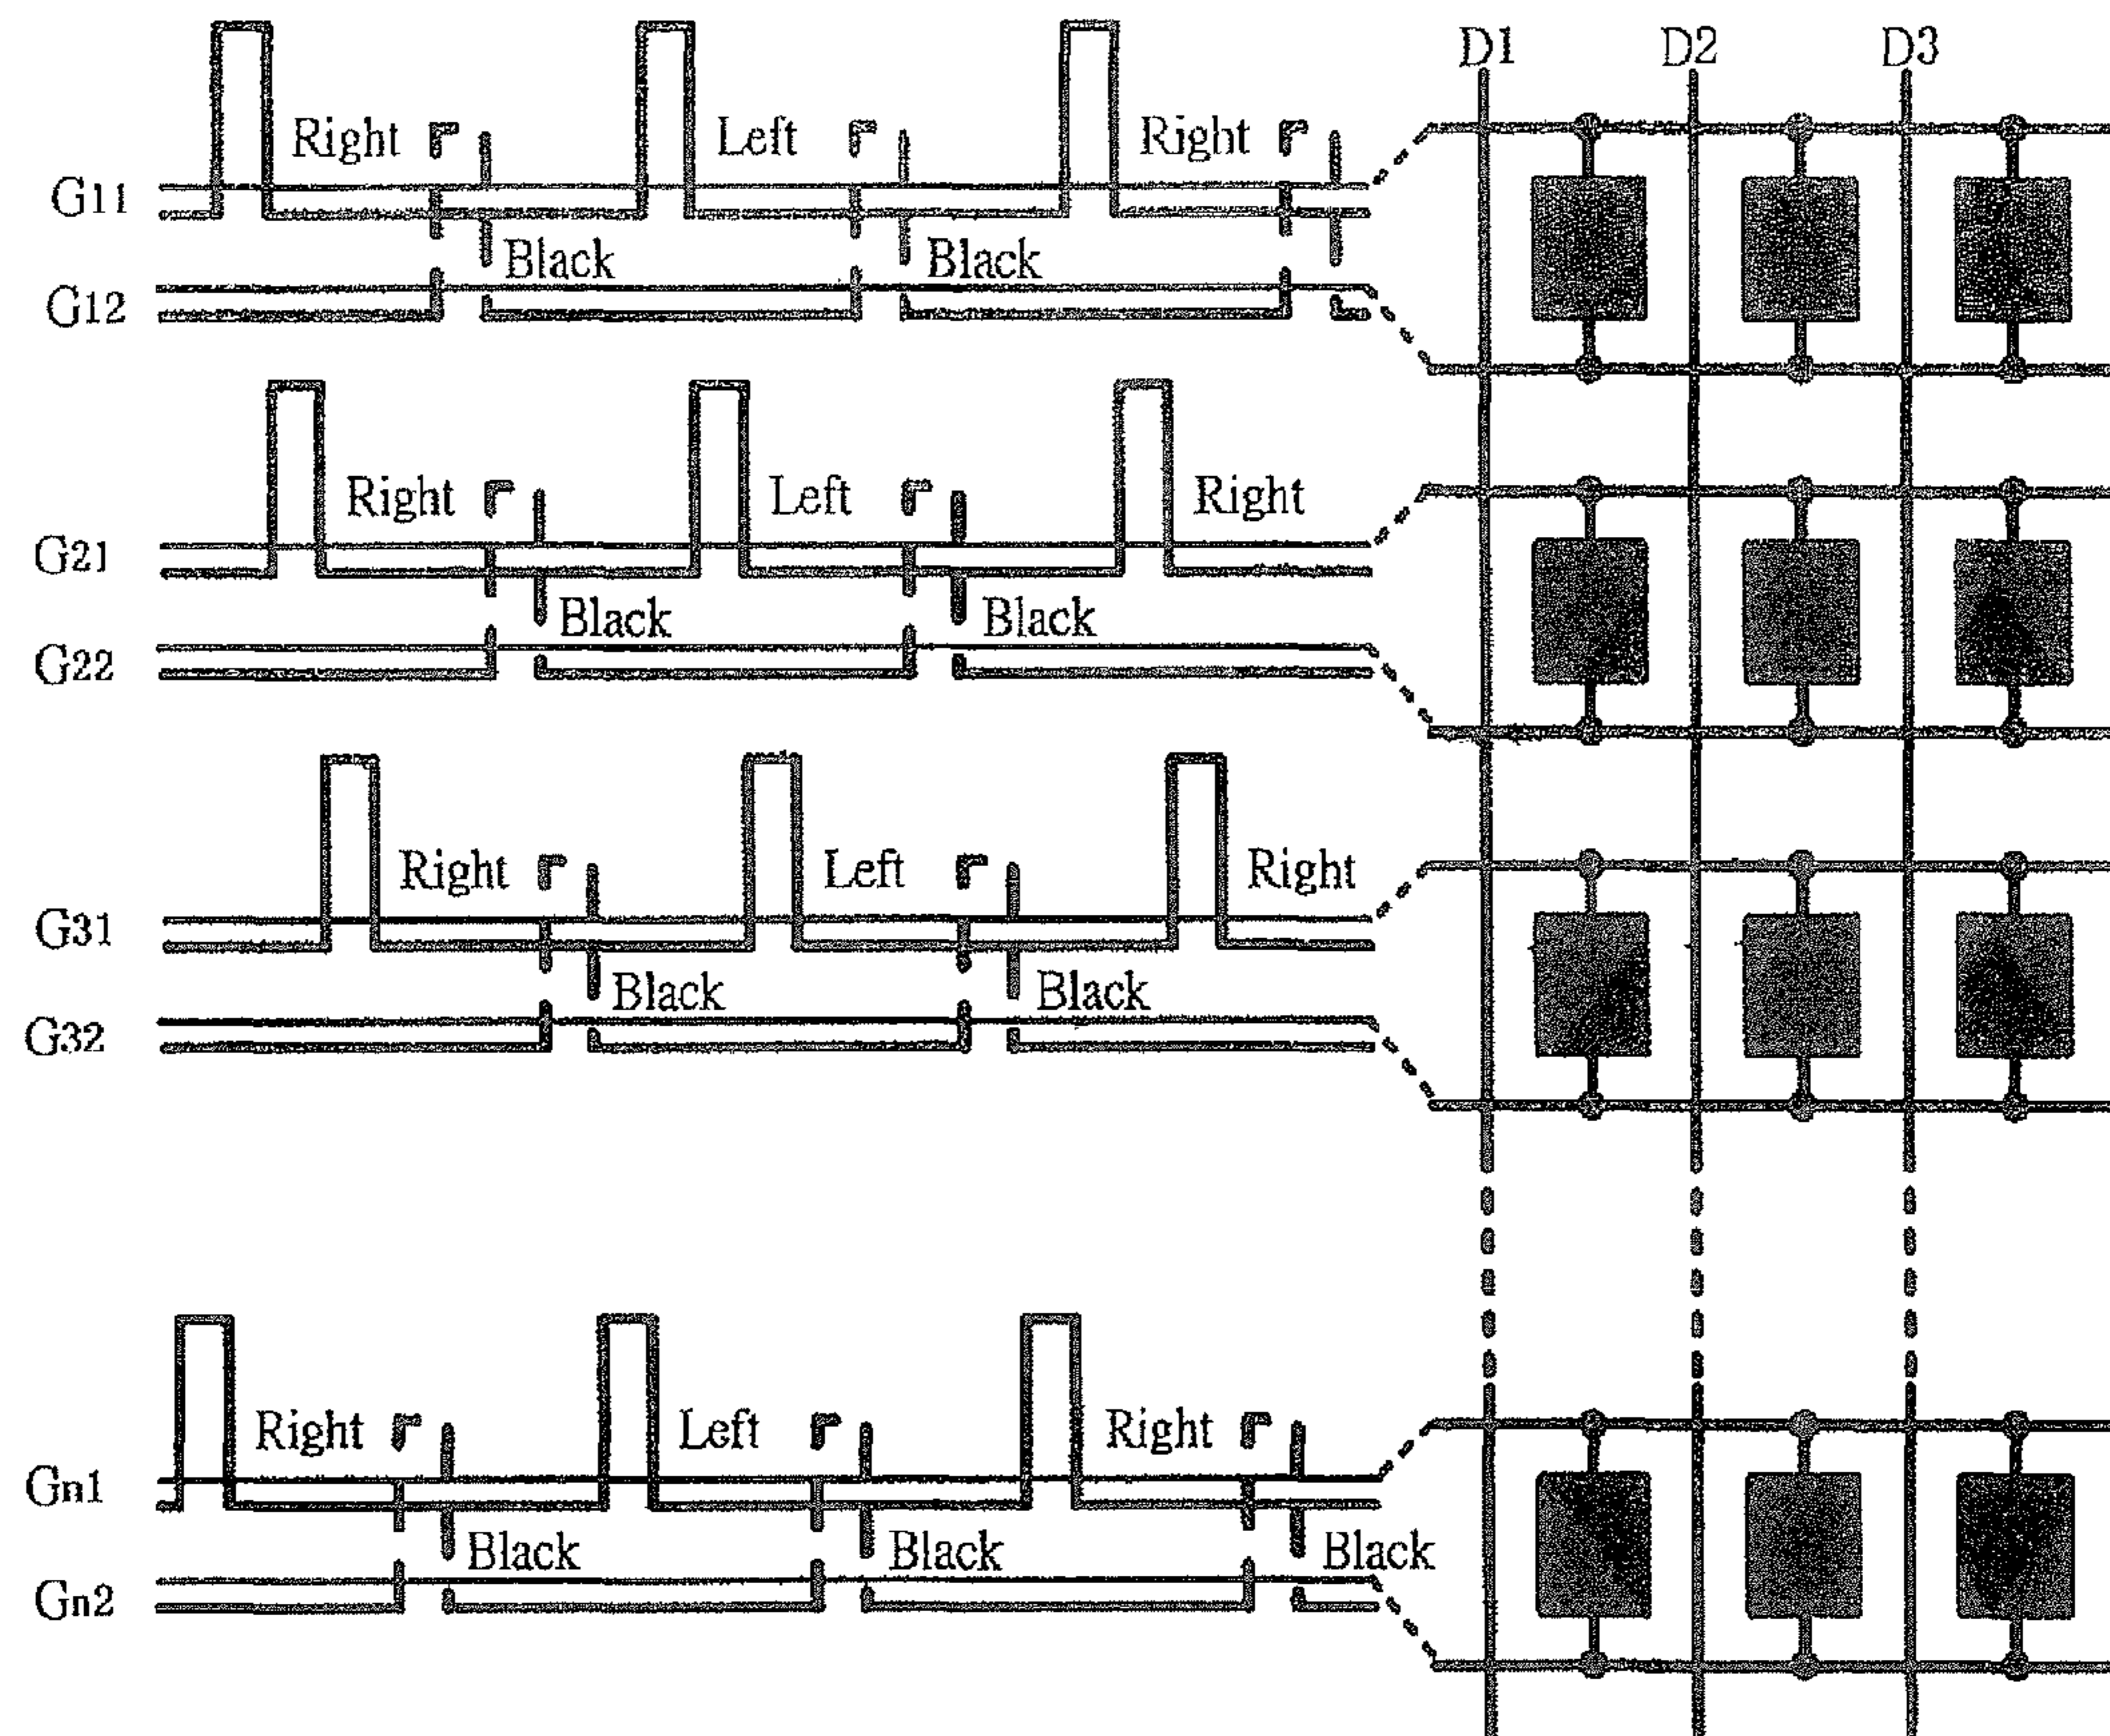 D1 D2 D3
Right Left Right
G11
Black Black
G12
Right Left Right
G21
Black Black
G22
Right Left Right
G31
Black Black
G32
Right Left Right
Gn1
Black Black Black
Gn2